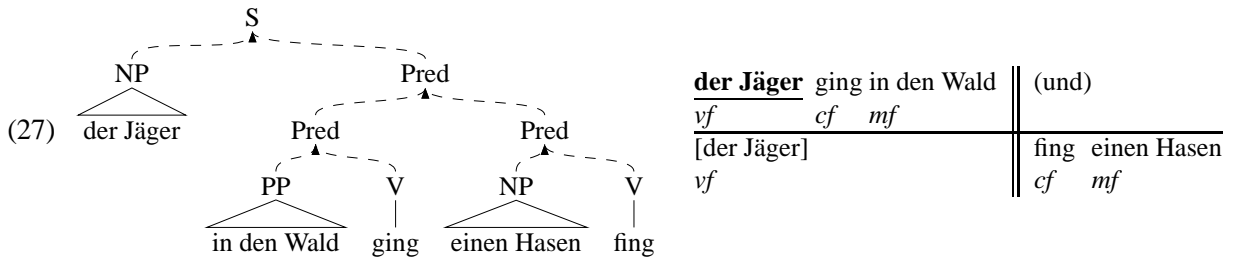 S
NP Pred
(27) der Jäger Pred Pred
PP V NP V
in den Wald ging einen Hasen fing
der Jäger ging in den Wald (und)
vf cf mf
[der Jäger] fing einen Hasen
vf cf mf